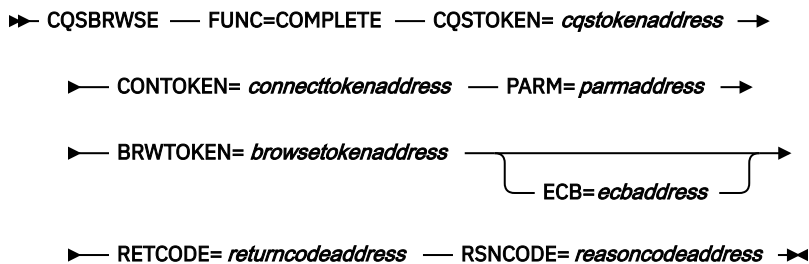 CQSBRWSE FUNC=COMPLETE CQSTOKEN= cqstokenaddress
CONTOKEN= connecttokenaddress PARM= parmaddress
BRWTOKEN= browsetokenaddress
ECB= ecbaddress
RETCODE= returncodeaddress RSNCODE= reasoncodeaddress